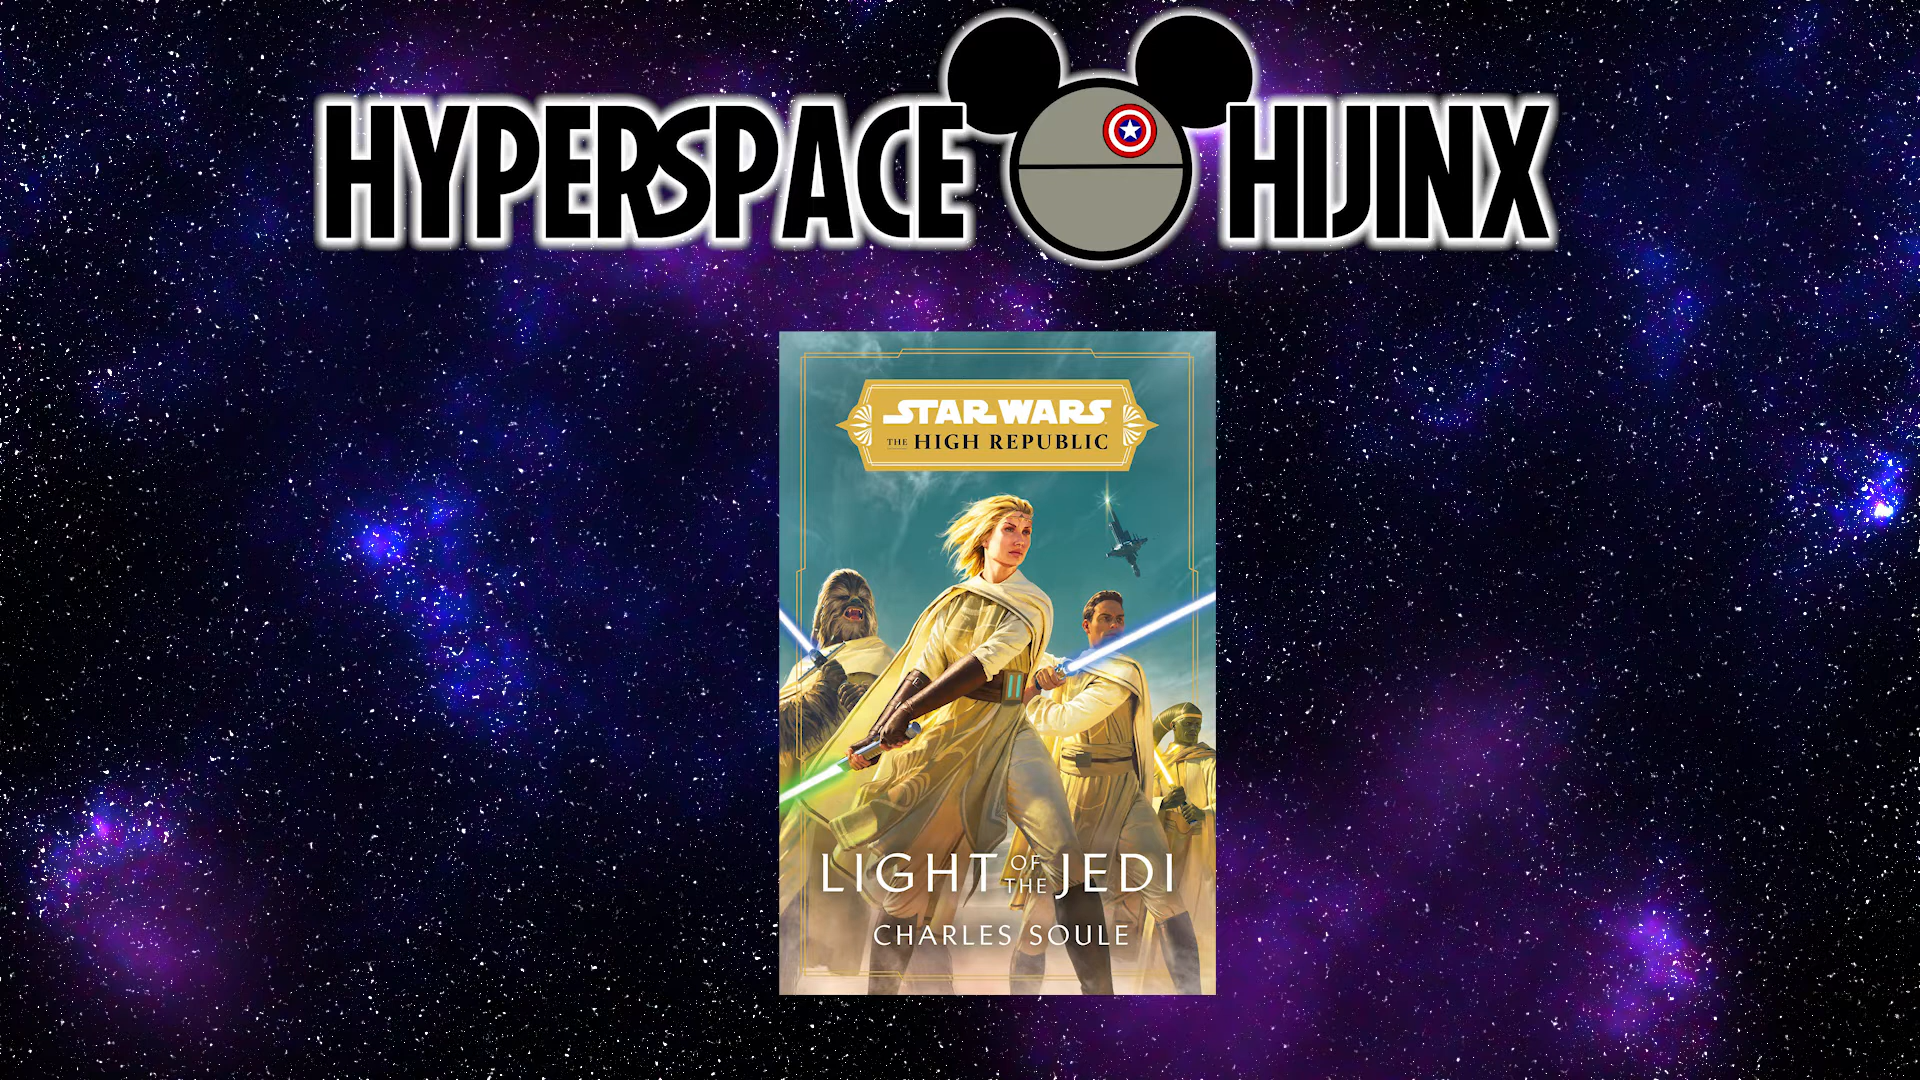 HYPERSPACE HIJINX
STAR WARS
THE HIGH REPUBLIC
LIGHT OF THE JEDI
CHARLES SOULE